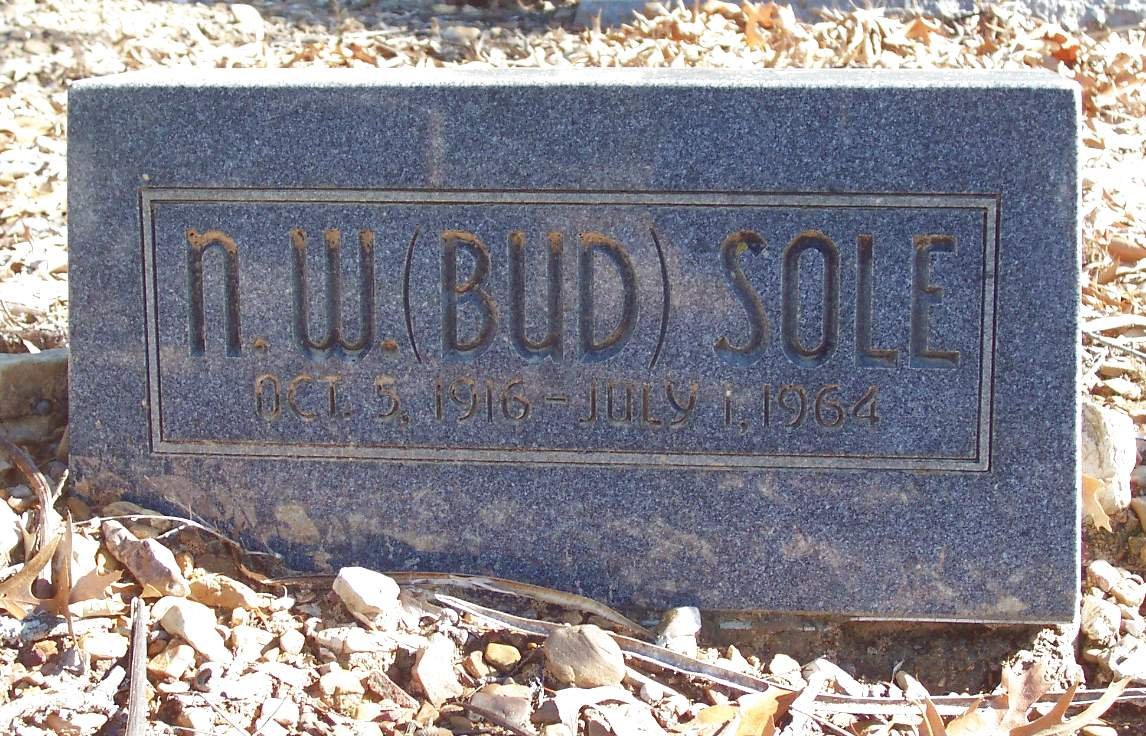 N. W. (BUD) SOLE
OCT. 5, 1916 - JULY 1, 1964